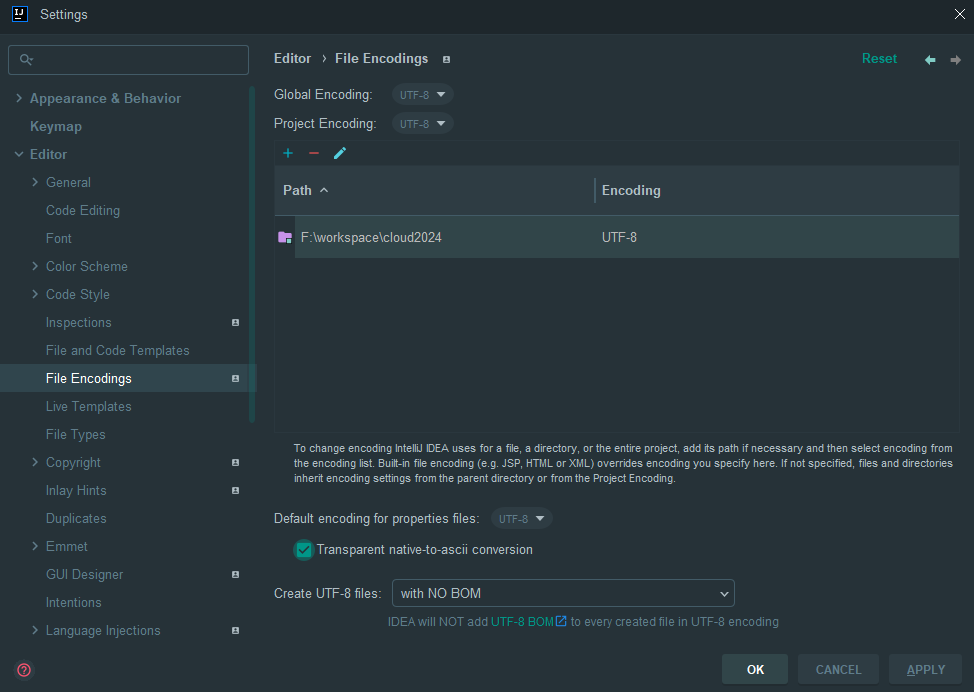 IJ Settings
Editor › File Encodings Reset
Appearance & Behavior
Keymap
Editor
General
Code Editing
Font
Color Scheme
Code Style
Inspections
File and Code Templates
File Encodings
Live Templates
File Types
Copyright
Inlay Hints
Duplicates
Emmet
GUI Designer
Intentions
Language Injections
Global Encoding: UTF-8
Project Encoding: UTF-8
Path Encoding
F:\workspace\cloud2024 UTF-8
To change encoding IntelliJ IDEA uses for a file, a directory, or the entire project, add its path if necessary and then select encoding from
the encoding list. Built-in file encoding (e.g. JSP, HTML or XML) overrides encoding you specify here. If not specified, files and directories
inherit encoding settings from the parent directory or from the Project Encoding.
Default encoding for properties files: UTF-8
Transparent native-to-ascii conversion
Create UTF-8 files: with NO BOM
IDEA will NOT add UTF-8 BOM to every created file in UTF-8 encoding
? OK CANCEL APPLY